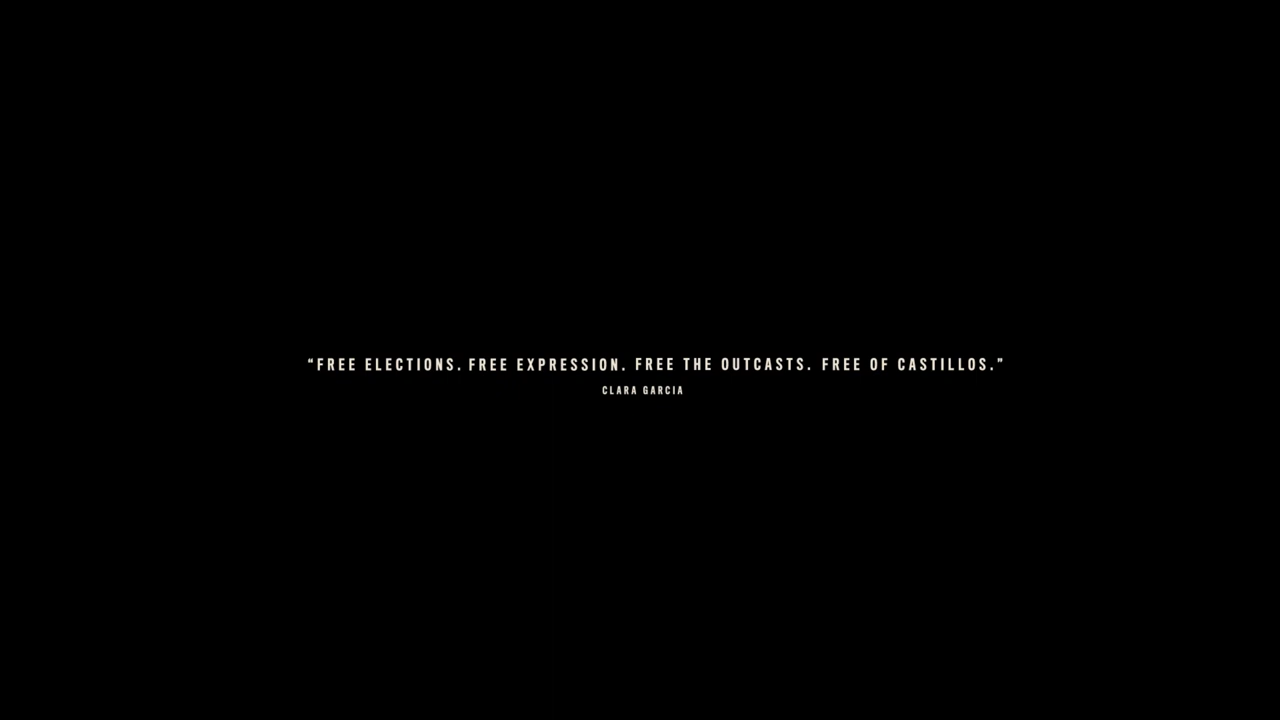 “FREE ELECTIONS. FREE EXPRESSION. FREE THE OUTCASTS. FREE OF CASTILLOS.”
CLARA GARCIA